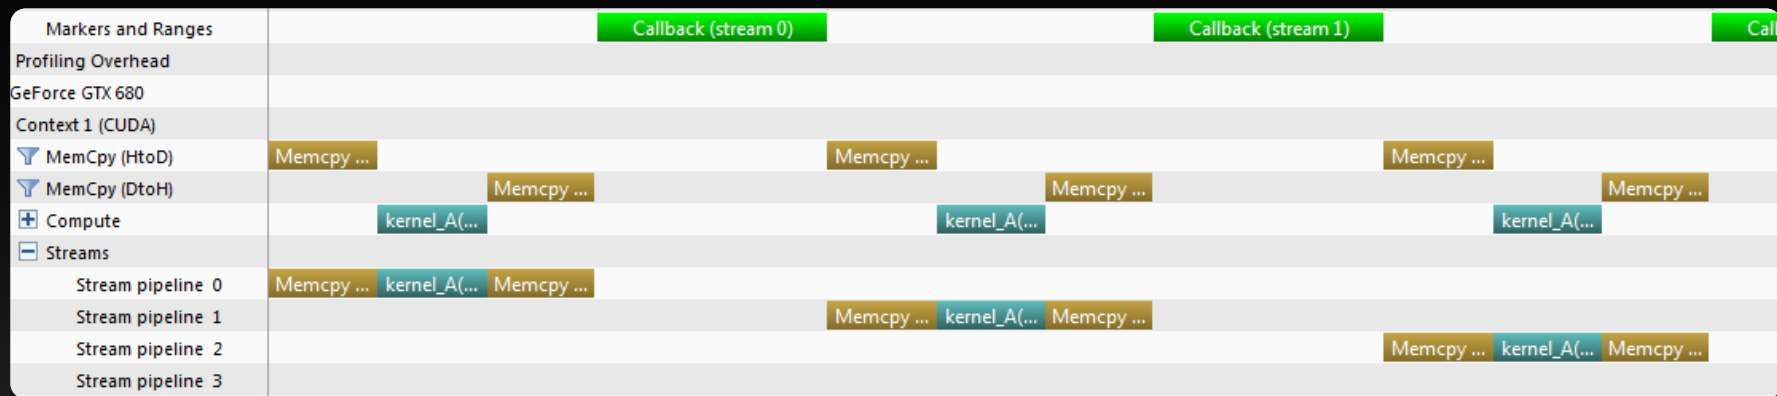 Markers and Ranges Callback (stream 0) Callback (stream 1) Call
Profiling Overhead
GeForce GTX 680
Context 1 (CUDA)
MemCpy (HtoD) Memcpy ... Memcpy ... Memcpy ...
MemCpy (DtoH) Memcpy ... Memcpy ... Memcpy ...
Compute kernel_A(... kernel_A(... kernel_A(...
Streams
Stream pipeline 0 Memcpy ... kernel_A(... Memcpy ...
Stream pipeline 1 Memcpy ... kernel_A(... Memcpy ...
Stream pipeline 2 Memcpy ... kernel_A(... Memcpy ...
Stream pipeline 3